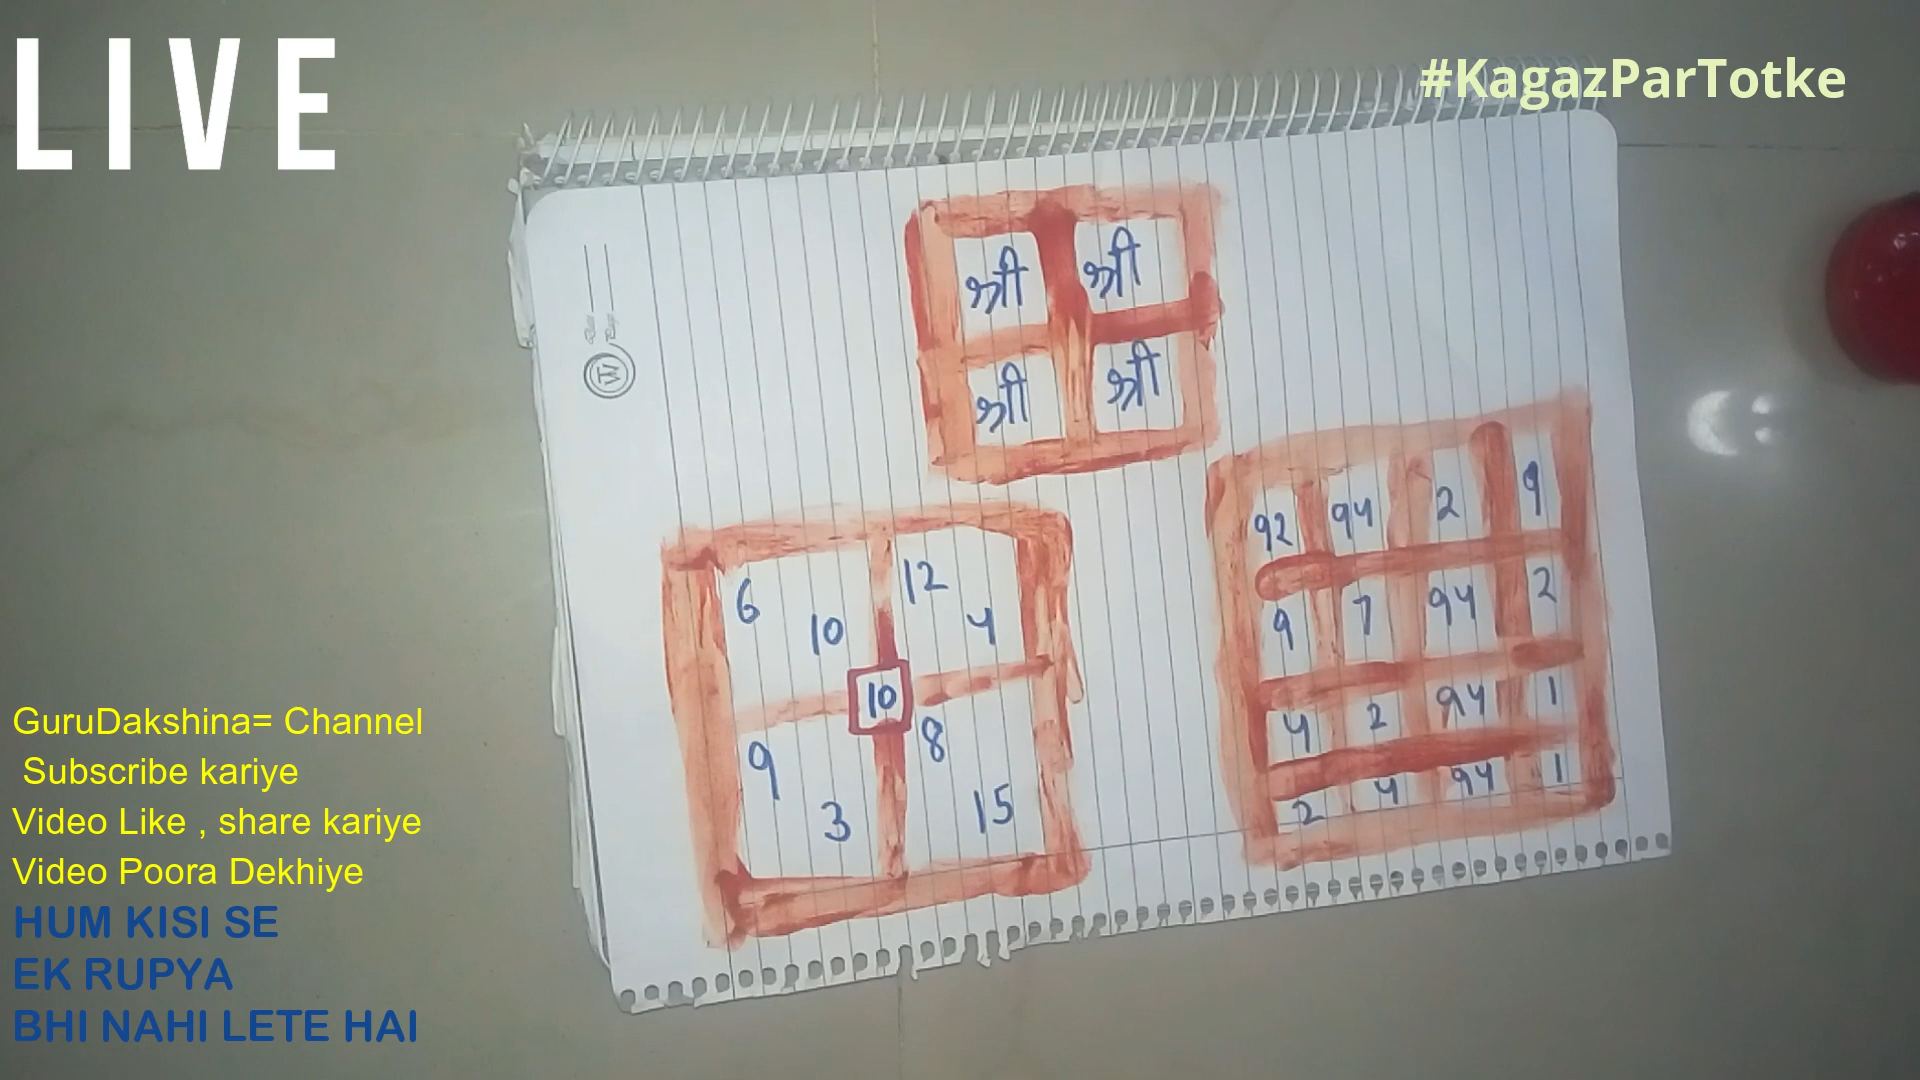 LIVE
#KagazParTotke
श्री श्री
श्री श्री
6 10 12 4
10
9 3 8 15
92 94 2 9
9 7 94 2
4 2 94 1
2 4 94 1
GuruDakshina= Channel
Subscribe kariye
Video Like , share kariye
Video Poora Dekhiye
HUM KISI SE
EK RUPYA
BHI NAHI LETE HAI